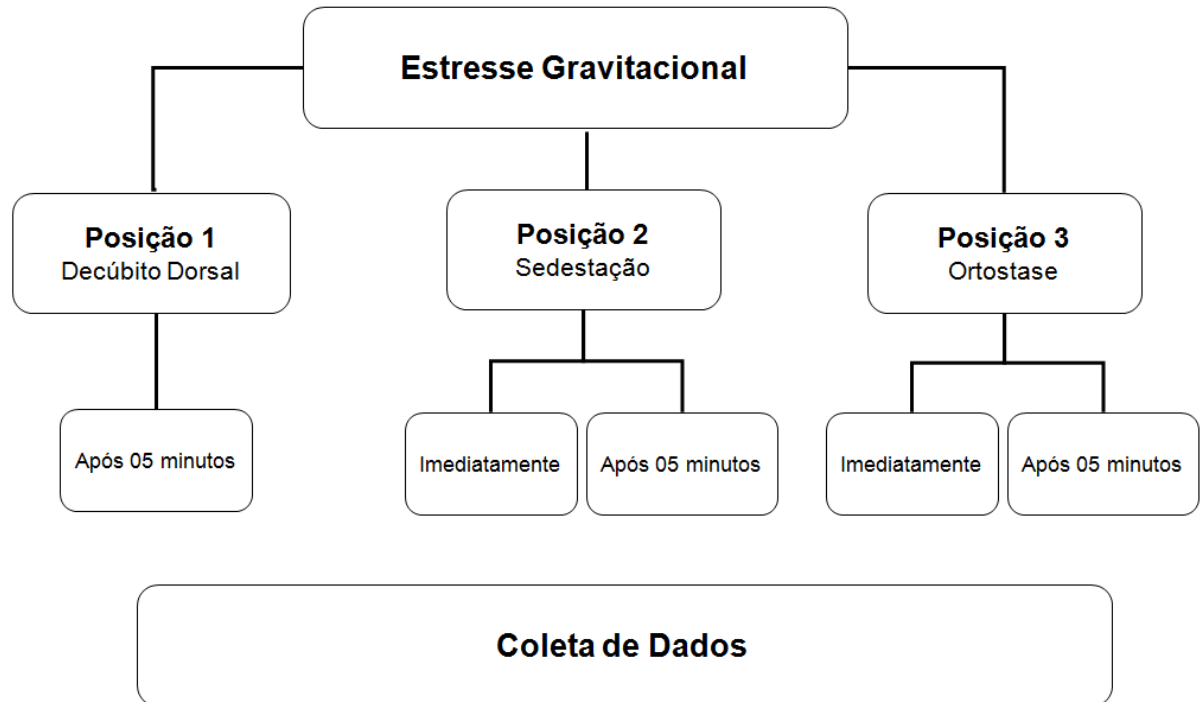 Estresse Gravitacional
Posição 1
Decúbito Dorsal
Posição 2
Sedestação
Posição 3
Ortostase
Após 05 minutos
Imediatamente
Após 05 minutos
Imediatamente
Após 05 minutos
Coleta de Dados